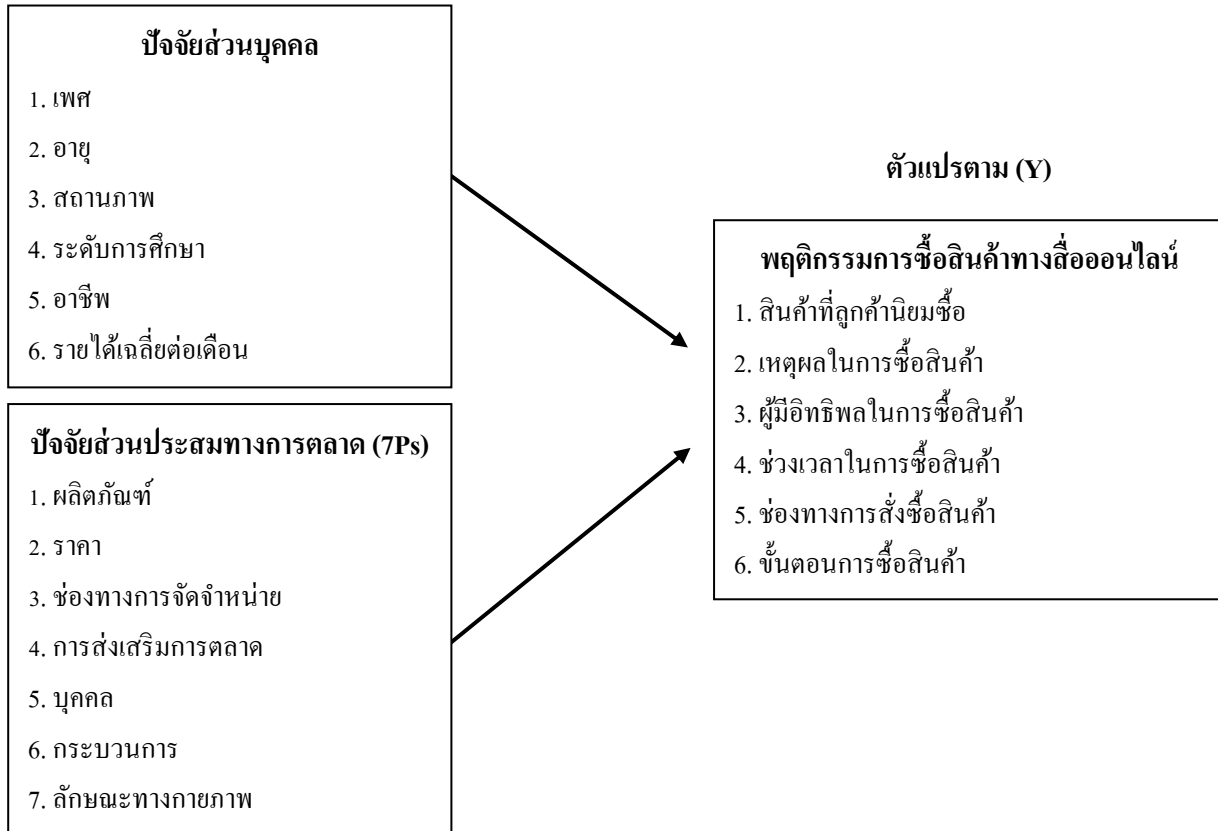 ปัจจัยส่วนบุคคล
1. เพศ
2. อายุ
3. สถานภาพ
4. ระดับการศึกษา
5. อาชีพ
6. รายได้เฉลี่ยต่อเดือน
ปัจจัยส่วนประสมทางการตลาด (7Ps)
1. ผลิตภัณฑ์
2. ราคา
3. ช่องทางการจัดจำหน่าย
4. การส่งเสริมการตลาด
5. บุคคล
6. กระบวนการ
7. ลักษณะทางกายภาพ
ตัวแปรตาม (Y)
พฤติกรรมการซื้อสินค้าทางสื่อออนไลน์
1. สินค้าที่ลูกค้านิยมซื้อ
2. เหตุผลในการซื้อสินค้า
3. ผู้มีอิทธิพลในการซื้อสินค้า
4. ช่วงเวลาในการซื้อสินค้า
5. ช่องทางการสั่งซื้อสินค้า
6. ขั้นตอนการซื้อสินค้า